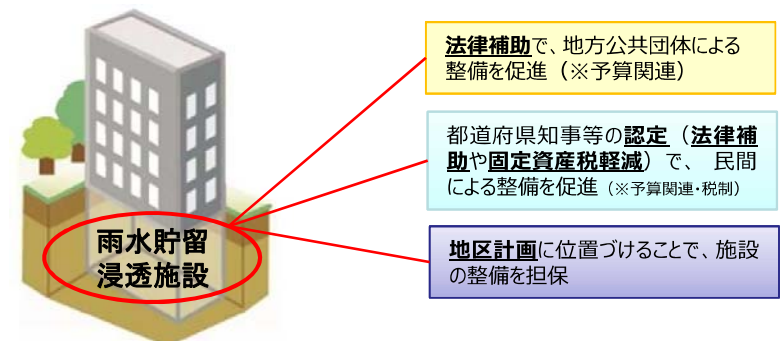 法律補助で、地方公共団体による
整備を促進（※予算関連）
都道府県知事等の認定（法律補
助や固定資産税軽減）で、 民間
による整備を促進（※予算関連・税制）
雨水貯留
浸透施設
地区計画に位置づけることで、施設
の整備を担保